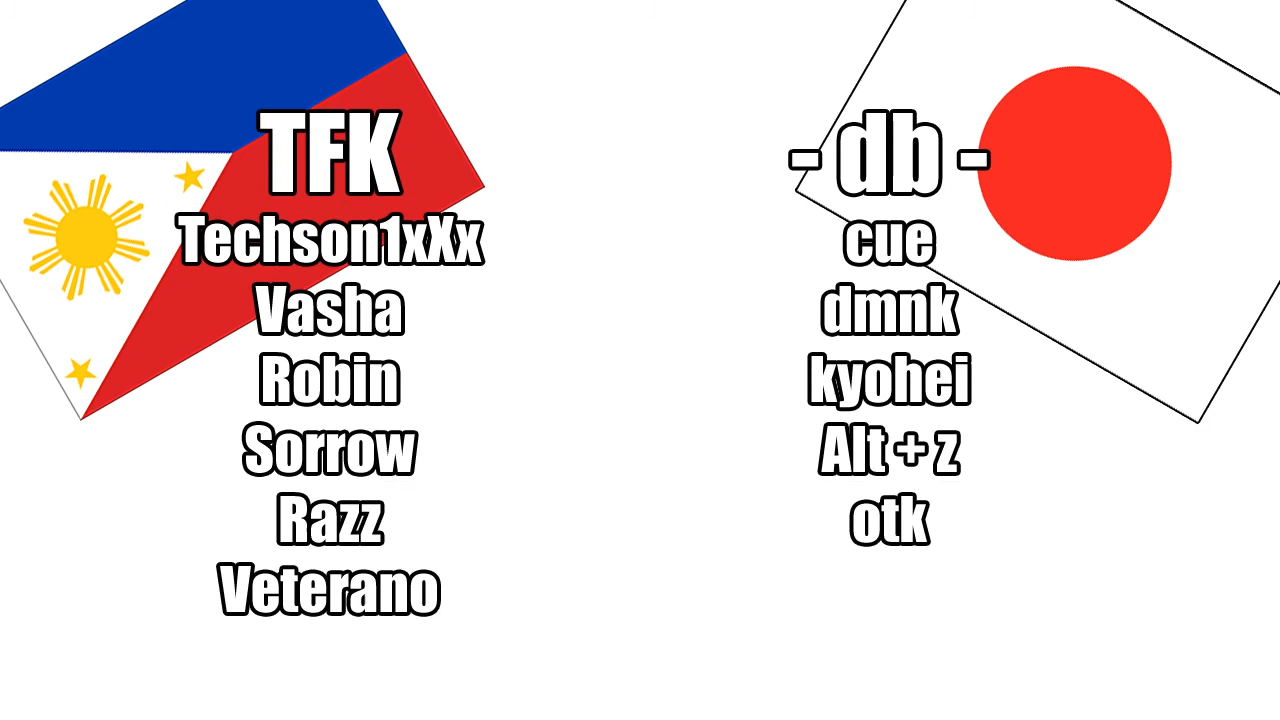 TFK
Techson1xXx
Vasha
Robin
Sorrow
Razz
Veterano
- db -
cue
dmnk
kyohei
Alt + z
otk